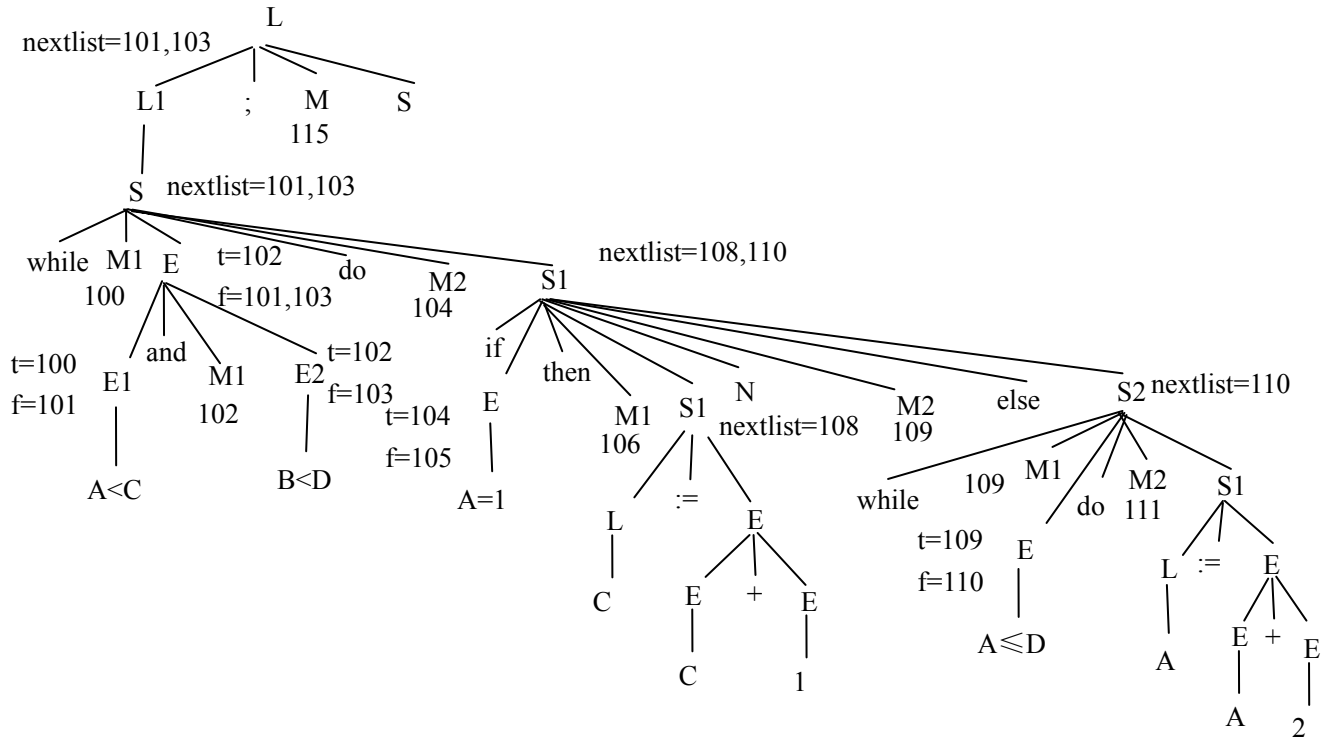 L
nextlist=101,103
L1 ; M S
115
S nextlist=101,103
while M1 E t=102 do M2 S1 nextlist=108,110
100 f=101,103 104
t=100 E1 and M1 E2 t=102 if E then M1 S1 N M2 else S2 nextlist=110
f=101 102 f=103 t=104 106 nextlist=108 109
f=105
A<C B<D A=1 L := E while 109 M1 E do M2 S1
111
t=109
f=110
C E + E A≤D L := E
C 1 A E + E
A 2